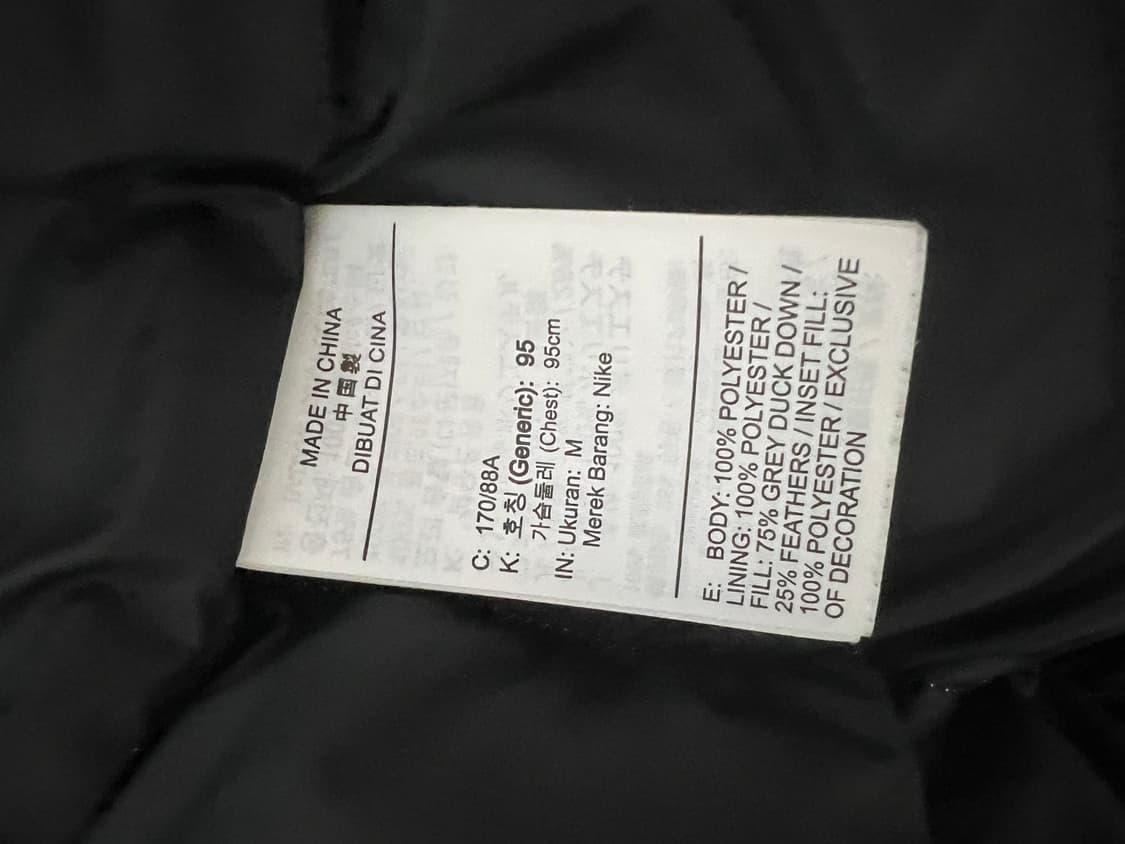 MADE IN CHINA
中国製
DIBUAT DI CINA
C: 170/88A
K: 호칭 (Generic): 95
가슴둘레 (Chest): 95cm
IN: Ukuran: M
Merek Barang: Nike
E: BODY: 100% POLYESTER /
LINING: 100% POLYESTER /
FILL: 75% GREY DUCK DOWN /
25% FEATHERS / INSET FILL:
100% POLYESTER / EXCLUSIVE
OF DECORATION